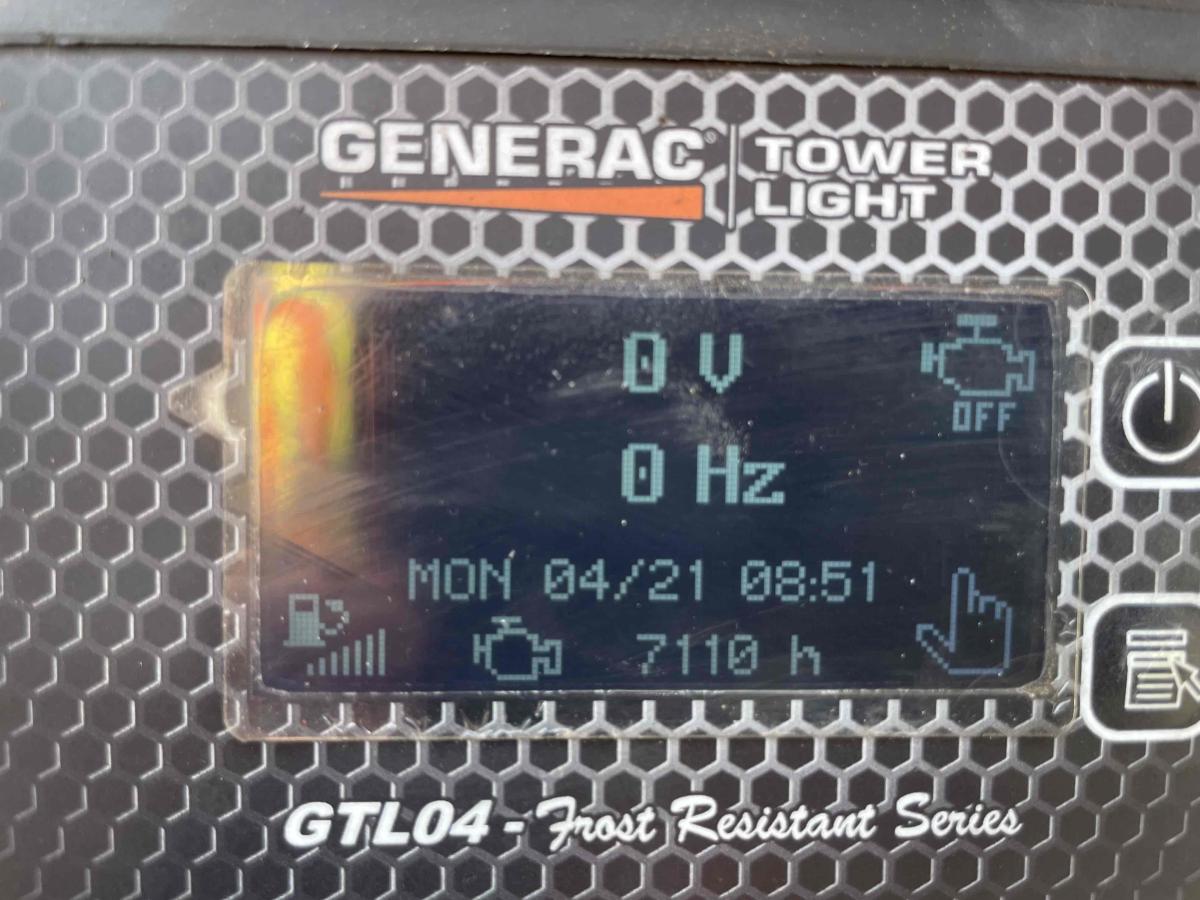 GENERAC® | TOWER LIGHT
0 V
OFF
0 Hz
MON 04/21 08:51
7110 h
GTL04 - Frost Resistant Series